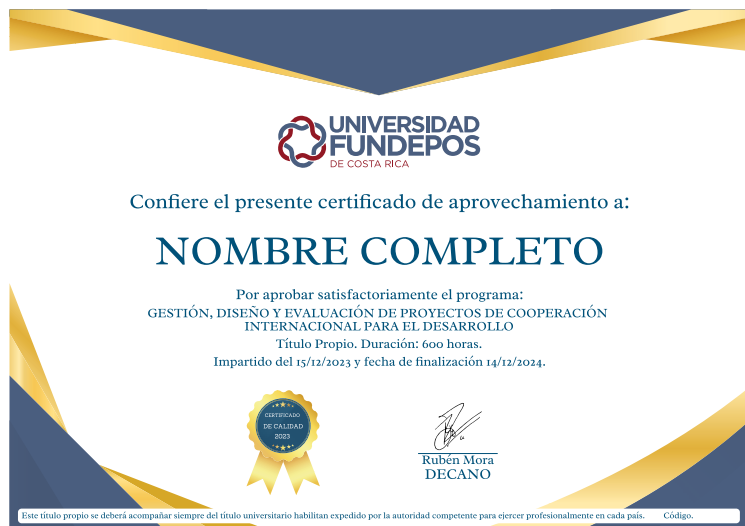 UNIVERSIDAD
FUNDEPOS
DE COSTA RICA
Confiere el presente certificado de aprovechamiento a:
NOMBRE COMPLETO
Por aprobar satisfactoriamente el programa:
GESTIÓN, DISEÑO Y EVALUACIÓN DE PROYECTOS DE COOPERACIÓN
INTERNACIONAL PARA EL DESARROLLO
Título Propio. Duración: 600 horas.
Impartido del 15/12/2023 y fecha de finalización 14/12/2024.
CERTIFICADO
DE CALIDAD
2023
Rubén Mora
DECANO
Este título propio se deberá acompañar siempre del título universitario habilitan expedido por la autoridad competente para ejercer profesionalmente en cada país. Código.